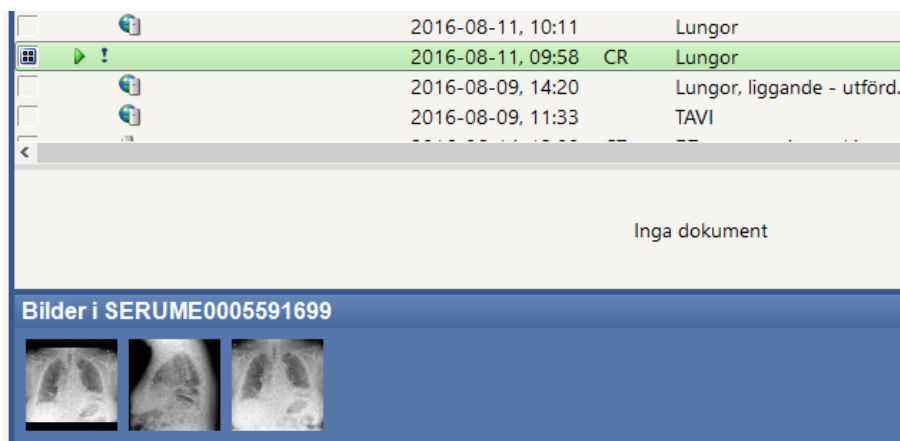 2016-08-11, 10:11 Lungor
2016-08-11, 09:58 CR Lungor
2016-08-09, 14:20 Lungor, liggande - utförd.
2016-08-09, 11:33 TAVI
Inga dokument
Bilder i SERUME0005591699